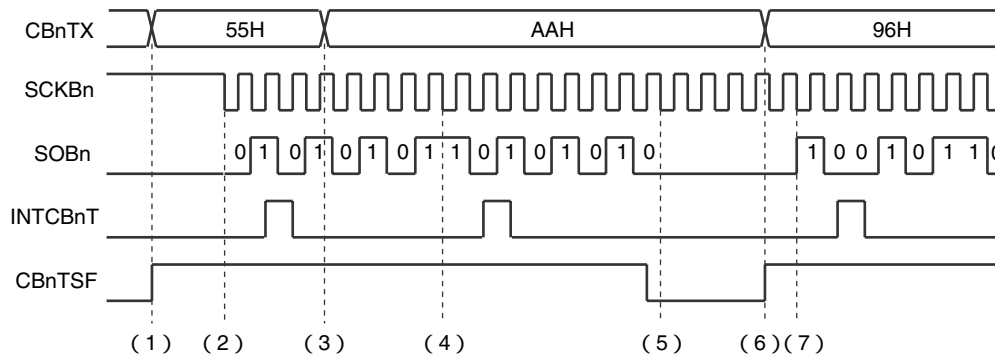 CBnTX 55H AAH 96H
SCKBn
SOBn 0 1 0 1 0 1 0 1 1 0 1 0 1 0 1 0 1 0 0 1 0 1 1 0
INTCBnT
CBnTSF
(1) (2) (3) (4) (5) (6) (7)